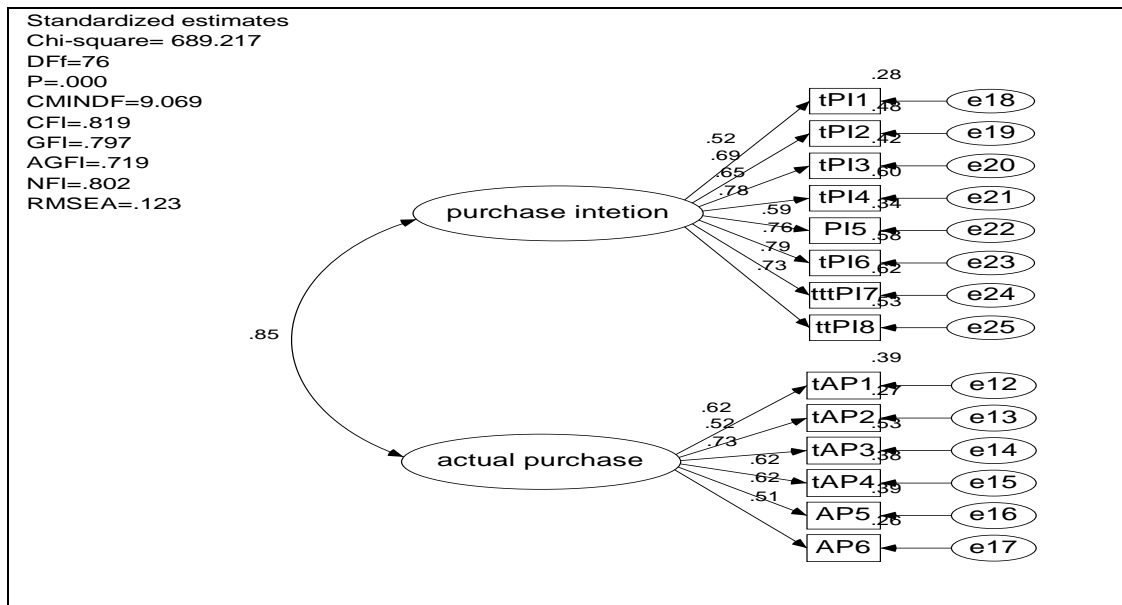 Standardized estimates
Chi-square= 689.217
DFf=76
P=.000
CMINDF=9.069
CFI=.819
GFI=.797
AGFI=.719
NFI=.802
RMSEA=.123
purchase intetion
.52
.69
.65
.78
.59
.76
.79
.73
.28
tPI1
e18
.48
tPI2
e19
.42
tPI3
e20
.60
tPI4
e21
.34
PI5
e22
.58
tPI6
e23
.62
tttPI7
e24
.53
ttPI8
e25
.85
actual purchase
.62
.52
.73
.62
.62
.51
.39
tAP1
e12
.27
tAP2
e13
.53
tAP3
e14
.38
tAP4
e15
.39
AP5
e16
.26
AP6
e17